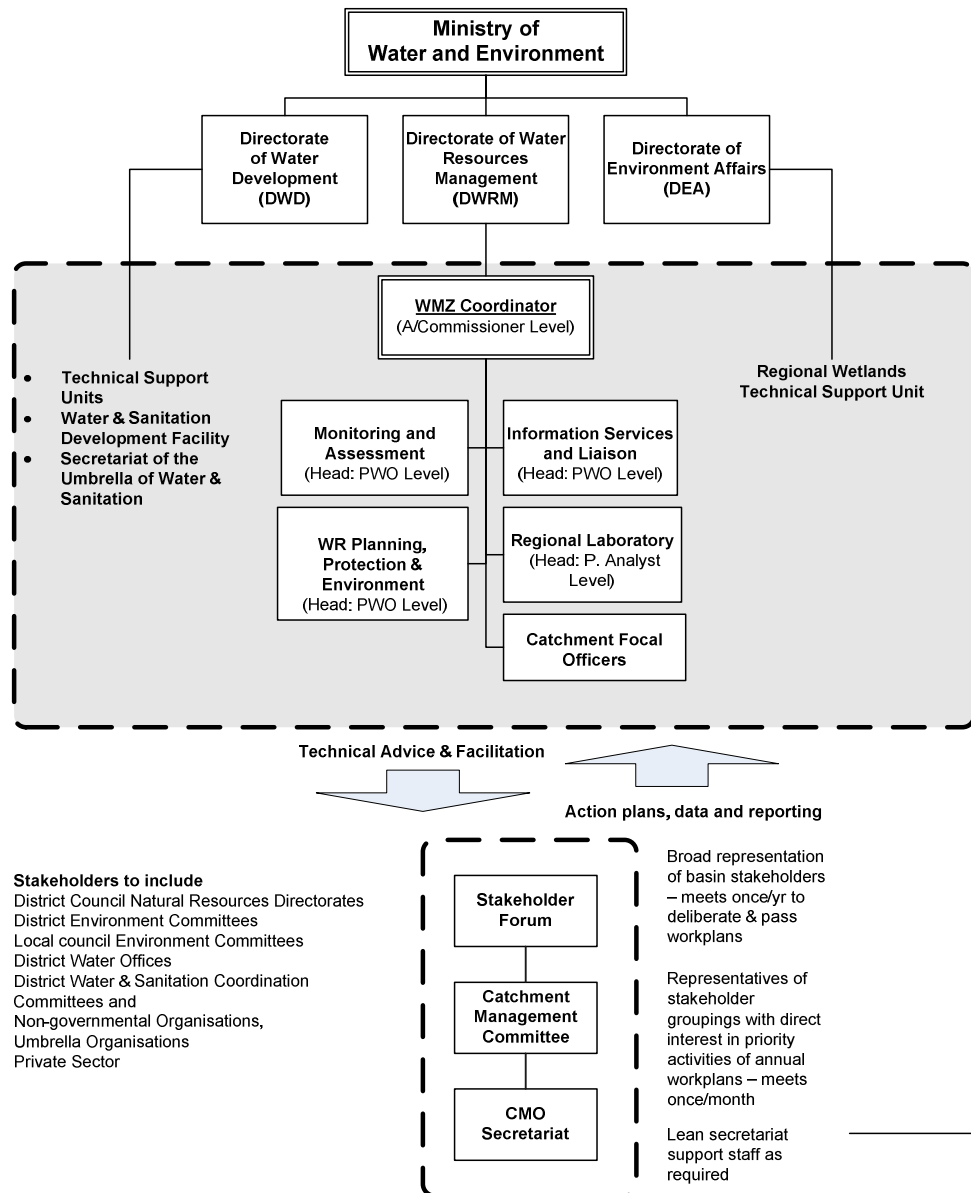 Ministry of
Water and Environment
Directorate
of Water
Development
(DWD)
Directorate of Water
Resources
Management
(DWRM)
Directorate of
Environment Affairs
(DEA)
WMZ Coordinator
(A/Commissioner Level)
• Technical Support
Units
• Water & Sanitation
Development Facility
• Secretariat of the
Umbrella of Water &
Sanitation
Regional Wetlands
Technical Support Unit
Monitoring and
Assessment
(Head: PWO Level)
Information Services
and Liaison
(Head: PWO Level)
WR Planning,
Protection &
Environment
(Head: PWO Level)
Regional Laboratory
(Head: P. Analyst
Level)
Catchment Focal
Officers
Technical Advice & Facilitation
Action plans, data and reporting
Stakeholders to include
District Council Natural Resources Directorates
District Environment Committees
Local council Environment Committees
District Water Offices
District Water & Sanitation Coordination
Committees and
Non-governmental Organisations,
Umbrella Organisations
Private Sector
Stakeholder
Forum
Catchment
Management
Committee
CMO
Secretariat
Broad representation
of basin stakeholders
– meets once/yr to
deliberate & pass
workplans
Representatives of
stakeholder
groupings with direct
interest in priority
activities of annual
workplans – meets
once/month
Lean secretariat
support staff as
required